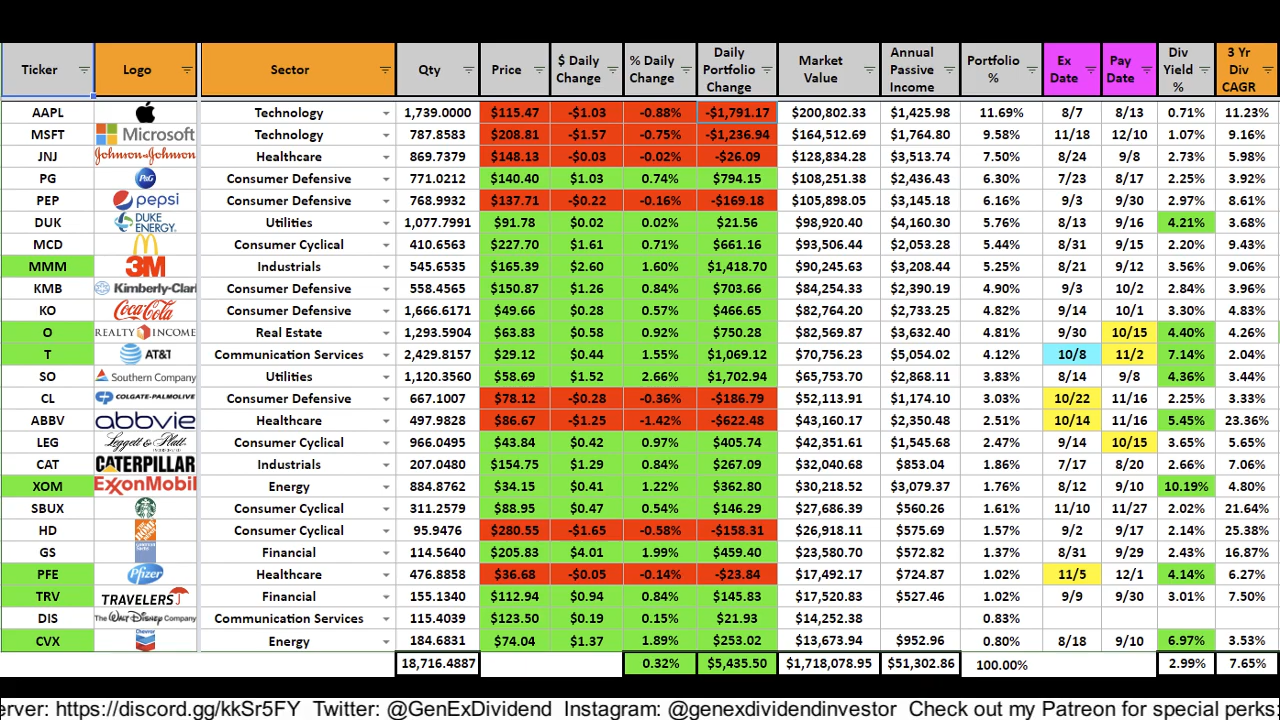 Ticker Logo Sector Qty Price $ Daily Change % Daily Change Daily Portfolio Change Market Value Annual Passive Income Portfolio % Ex Date Pay Date Div Yield % 3 Yr Div CAGR
AAPL Technology 1,739.0000 $115.47 -$1.03 -0.88% -$1,791.17 $200,802.33 $1,425.98 11.69% 8/7 8/13 0.71% 11.23%
MSFT Microsoft Technology 787.8583 $208.81 -$1.57 -0.75% -$1,236.94 $164,512.69 $1,764.80 9.58% 11/18 12/10 1.07% 9.16%
JNJ Johnson & Johnson Healthcare 869.7379 $148.13 -$0.03 -0.02% -$26.09 $128,834.28 $3,513.74 7.50% 8/24 9/8 2.73% 5.98%
PG P&G Consumer Defensive 771.0212 $140.40 $1.03 0.74% $794.15 $108,251.38 $2,436.43 6.30% 7/23 8/17 2.25% 3.92%
PEP pepsi Consumer Defensive 768.9932 $137.71 -$0.22 -0.16% -$169.18 $105,898.05 $3,145.18 6.16% 9/3 9/30 2.97% 8.61%
DUK DUKE ENERGY. Utilities 1,077.7991 $91.78 $0.02 0.02% $21.56 $98,920.40 $4,160.30 5.76% 8/13 9/16 4.21% 3.68%
MCD Consumer Cyclical 410.6563 $227.70 $1.61 0.71% $661.16 $93,506.44 $2,053.28 5.44% 8/31 9/15 2.20% 9.43%
MMM 3M Industrials 545.6535 $165.39 $2.60 1.60% $1,418.70 $90,245.63 $3,208.44 5.25% 8/21 9/12 3.56% 9.06%
KMB Kimberly-Clar Consumer Defensive 558.4565 $150.87 $1.26 0.84% $703.66 $84,254.33 $2,390.19 4.90% 9/3 10/2 2.84% 3.96%
KO Coca-Cola Consumer Defensive 1,666.6171 $49.66 $0.28 0.57% $466.65 $82,764.20 $2,733.25 4.82% 9/14 10/1 3.30% 4.83%
O REALTY INCOME Real Estate 1,293.5904 $63.83 $0.58 0.92% $750.28 $82,569.87 $3,632.40 4.81% 9/30 10/15 4.40% 4.26%
T AT&T Communication Services 2,429.8157 $29.12 $0.44 1.55% $1,069.12 $70,756.23 $5,054.02 4.12% 10/8 11/2 7.14% 2.04%
SO Southern Company Utilities 1,120.3560 $58.69 $1.52 2.66% $1,702.94 $65,753.70 $2,868.11 3.83% 8/14 9/8 4.36% 3.44%
CL COLGATE-PALMOLIVE Consumer Defensive 667.1007 $78.12 -$0.28 -0.36% -$186.79 $52,113.91 $1,174.10 3.03% 10/22 11/16 2.25% 3.33%
ABBV abbvie Healthcare 497.9828 $86.67 -$1.25 -1.42% -$622.48 $43,160.17 $2,350.48 2.51% 10/14 11/16 5.45% 23.36%
LEG Leggett & Platt Consumer Cyclical 966.0495 $43.84 $0.42 0.97% $405.74 $42,351.61 $1,545.68 2.47% 9/14 10/15 3.65% 5.65%
CAT CATERPILLAR Industrials 207.0480 $154.75 $1.29 0.84% $267.09 $32,040.68 $853.04 1.86% 7/17 8/20 2.66% 7.06%
XOM ExxonMobil Energy 884.8762 $34.15 $0.41 1.22% $362.80 $30,218.52 $3,079.37 1.76% 8/12 9/10 10.19% 4.80%
SBUX Consumer Cyclical 311.2579 $88.95 $0.47 0.54% $146.29 $27,686.39 $560.26 1.61% 11/10 11/27 2.02% 21.64%
HD Consumer Cyclical 95.9476 $280.55 -$1.65 -0.58% -$158.31 $26,918.11 $575.69 1.57% 9/2 9/17 2.14% 25.38%
GS Financial 114.5640 $205.83 $4.01 1.99% $459.40 $23,580.70 $572.82 1.37% 8/31 9/29 2.43% 16.87%
PFE Pfizer Healthcare 476.8858 $36.68 -$0.05 -0.14% -$23.84 $17,492.17 $724.87 1.02% 11/5 12/1 4.14% 6.27%
TRV TRAVELERS Financial 155.1340 $112.94 $0.94 0.84% $145.83 $17,520.83 $527.46 1.02% 9/9 9/30 3.01% 7.50%
DIS The Walt Disney Company Communication Services 115.4039 $123.50 $0.19 0.15% $21.93 $14,252.38 0.83%
CVX Chevron Energy 184.6831 $74.04 $1.37 1.89% $253.02 $13,673.94 $952.96 0.80% 8/18 9/10 6.97% 3.53%
18,716.4887 0.32% $5,435.50 $1,718,078.95 $51,302.86 100.00% 2.99% 7.65%
erver: https://discord.gg/kkSr5FY Twitter: @GenExDividend Instagram: @genexdividendinvestor Check out my Patreon for special perks: